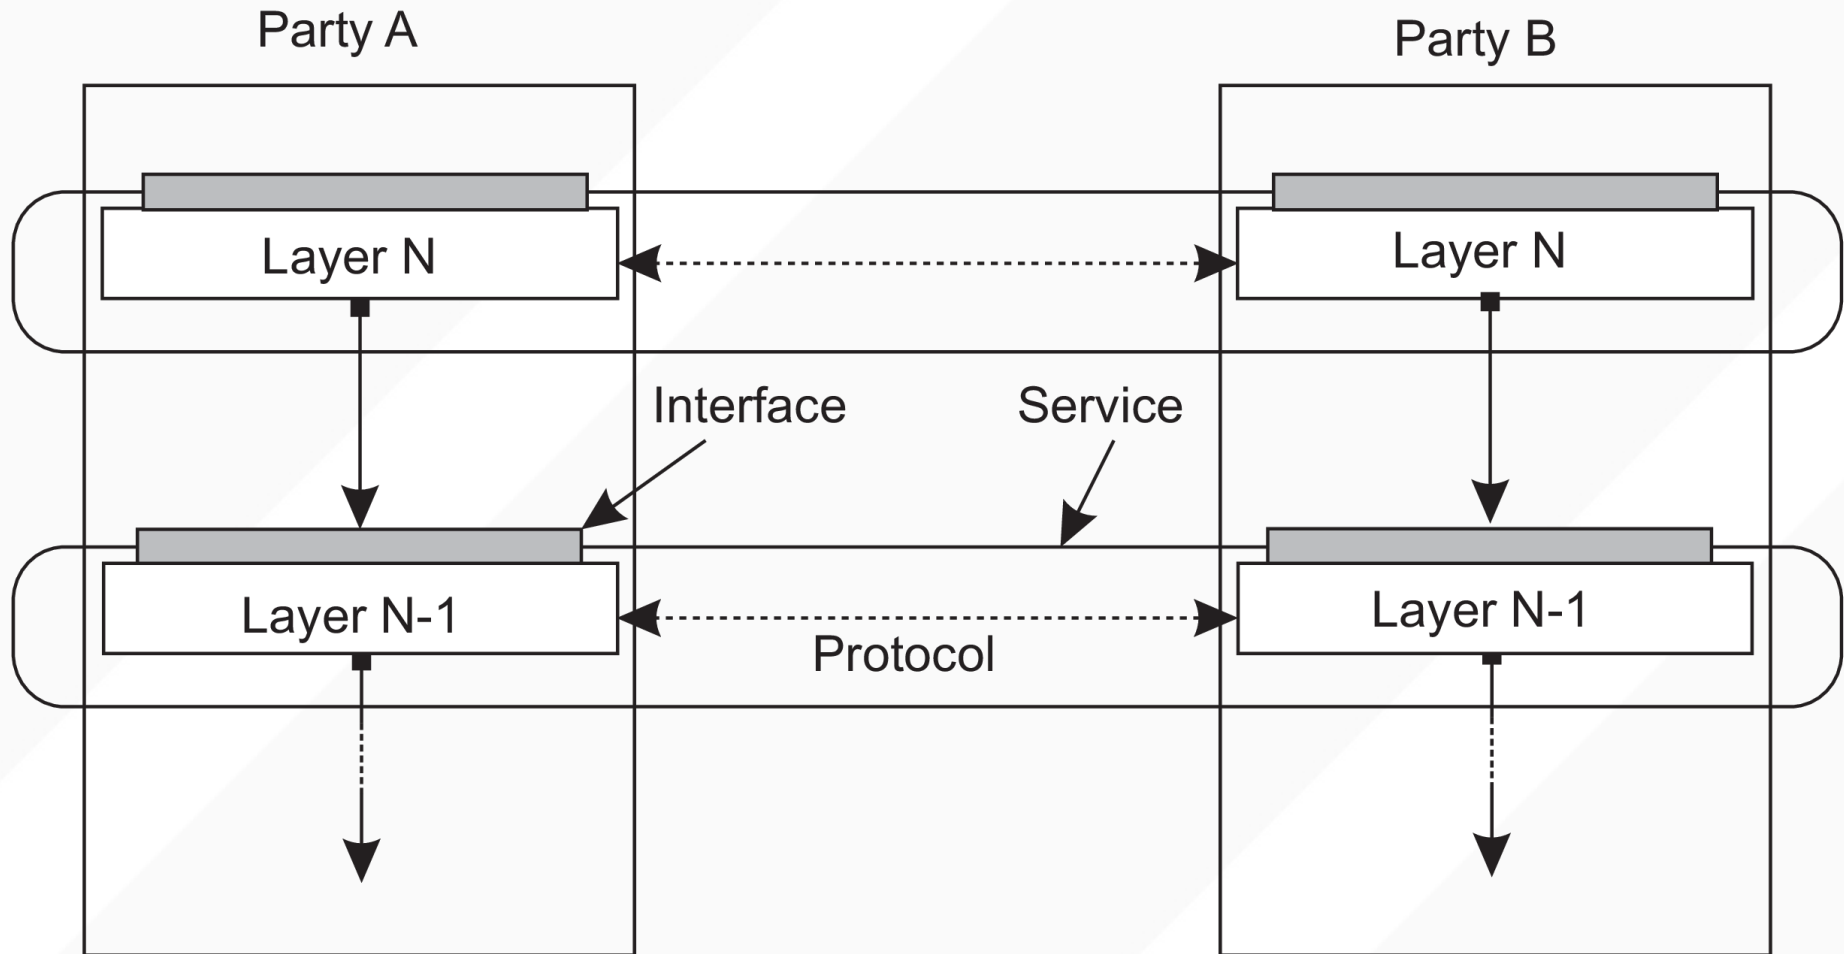 Party A
Party B
Layer N
Layer N
Interface
Service
Layer N-1
Layer N-1
Protocol